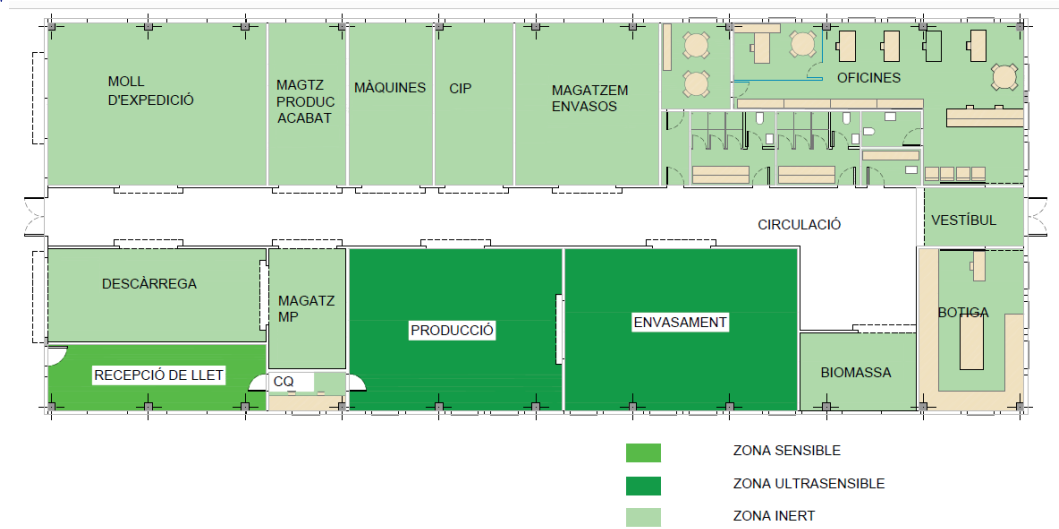 MOLL
D'EXPEDICIÓ
MAGTZ
PRODUC
ACABAT
MÀQUINES
CIP
MAGATZEM
ENVASOS
OFICINES
CIRCULACIÓ
VESTÍBUL
DESCÀRREGA
MAGATZ
MP
PRODUCCIÓ
ENVASAMENT
BOTIGA
RECEPCIÓ DE LLET
CQ
BIOMASSA
ZONA SENSIBLE
ZONA ULTRASENSIBLE
ZONA INERT